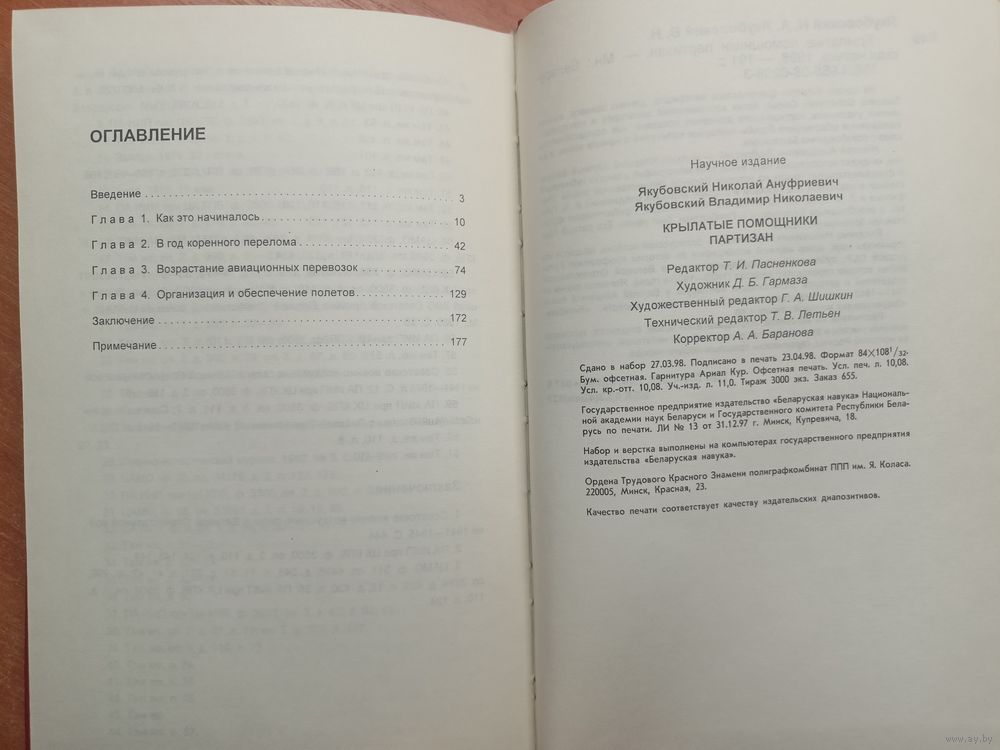 ОГЛАВЛЕНИЕ
Введение . . . . . . . . . . 3
Глава 1. Как это начиналось . . . . . . . . . . 10
Глава 2. В год коренного перелома . . . . . . . . . . 42
Глава 3. Возрастание авиационных перевозок . . . . . . . . . . 74
Глава 4. Организация и обеспечение полетов . . . . . . . . . . 129
Заключение . . . . . . . . . . 172
Примечание . . . . . . . . . . 177
Научное издание
Якубовский Николай Ануфриевич
Якубовский Владимир Николаевич
КРЫЛАТЫЕ ПОМОЩНИКИ
ПАРТИЗАН
Редактор Т. И. Пасненкова
Художник Д. Б. Гармаза
Художественный редактор Г. А. Шишкин
Технический редактор Т. В. Летьен
Корректор А. А. Баранова
Сдано в набор 27.03.98. Подписано в печать 23.04.98. Формат 84×108¹/32.
Бум. офсетная. Гарнитура Ариал Кур. Офсетная печать. Усл. печ. л. 10,08.
Усл. кр.-отт. 10,08. Уч.-изд. л. 11,0. Тираж 3000 экз. Заказ 655.
Государственное предприятие издательство «Беларуская навука» Националь-
ной академии наук Беларуси и Государственного комитета Республики Бела-
русь по печати. ЛИ № 13 от 31.12.97 г. Минск, Купревича, 18.
Набор и верстка выполнены на компьютерах государственного предприятия
издательства «Беларуская навука».
Ордена Трудового Красного Знамени полиграфкомбинат ППП им. Я. Коласа.
220005, Минск, Красная, 23.
Качество печати соответствует качеству издательских диапозитивов.
www.ay.by